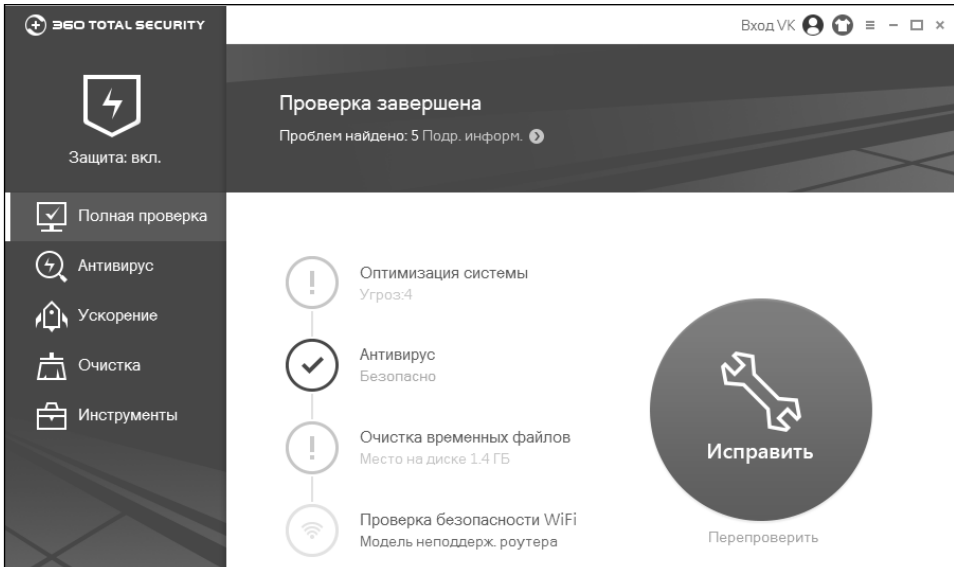 360 TOTAL SECURITY
Вход VK
Защита: вкл.
Полная проверка
Антивирус
Ускорение
Очистка
Инструменты
Проверка завершена
Проблем найдено: 5 Подр. информ.
Оптимизация системы
Угроз:4
Антивирус
Безопасно
Очистка временных файлов
Место на диске 1.4 ГБ
Проверка безопасности WiFi
Модель неподдерж. роутера
Исправить
Перепроверить